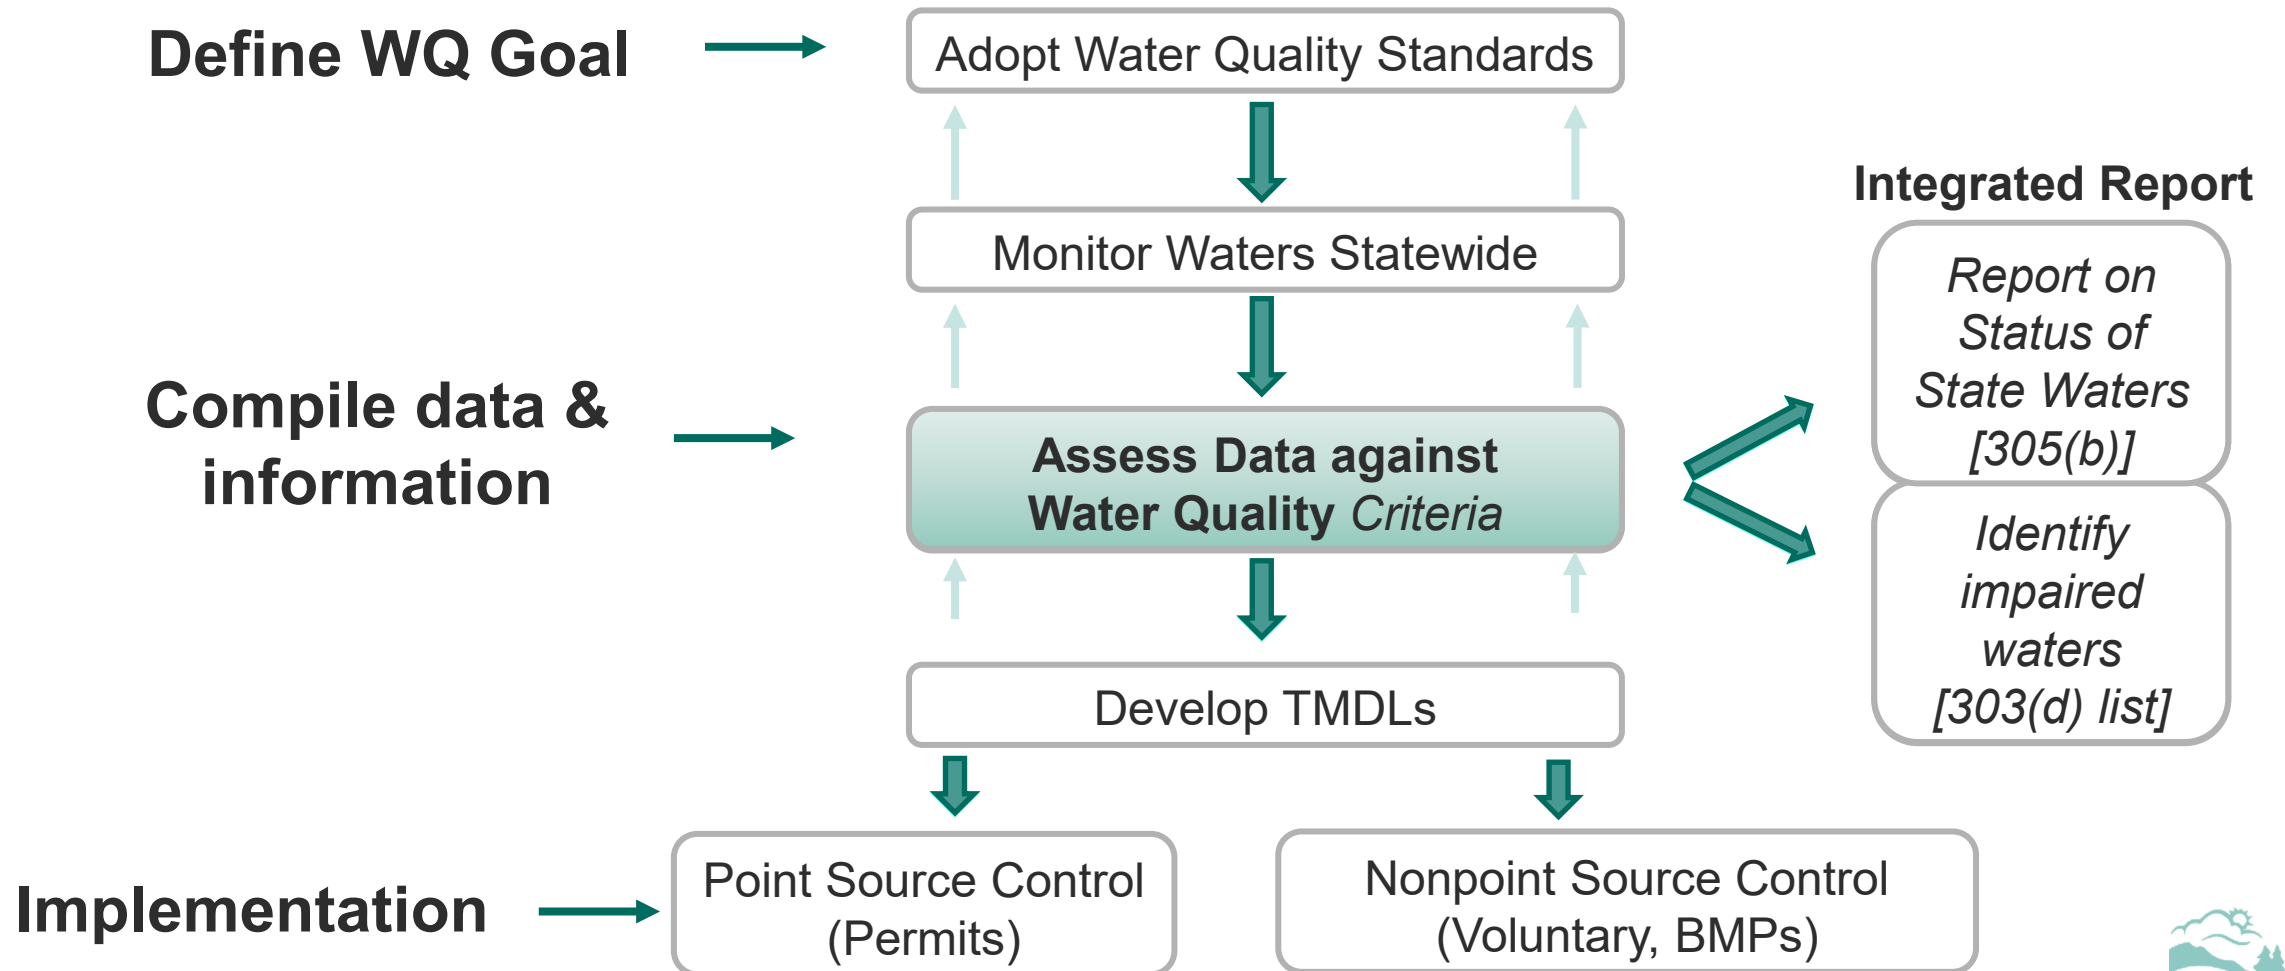 Define WQ Goal
Adopt Water Quality Standards
Monitor Waters Statewide
Compile data &
information
Assess Data against
Water Quality Criteria
Integrated Report
Report on
Status of
State Waters
[305(b)]
Identify
impaired
waters
[303(d) list]
Develop TMDLs
Implementation
Point Source Control
(Permits)
Nonpoint Source Control
(Voluntary, BMPs)